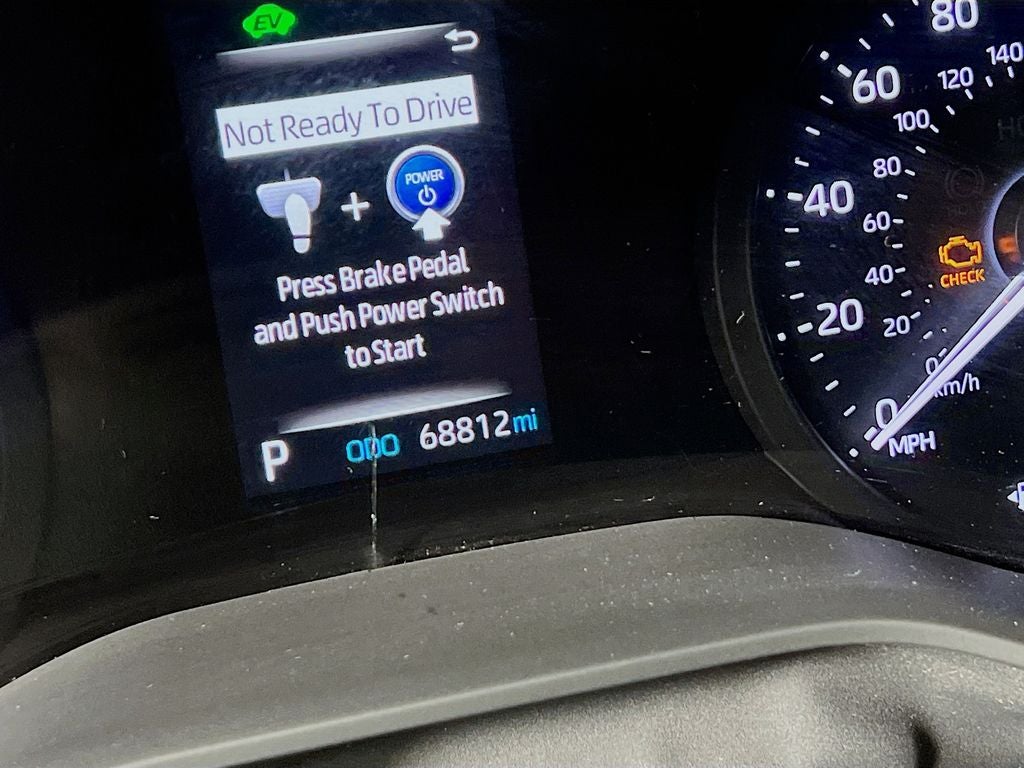 EV
Not Ready To Drive
POWER
Press Brake Pedal
and Push Power Switch
to Start
P ODO 68812 mi
80
140
60 120
100
80
40
60
40
CHECK
20
20
0
km/h
0
MPH